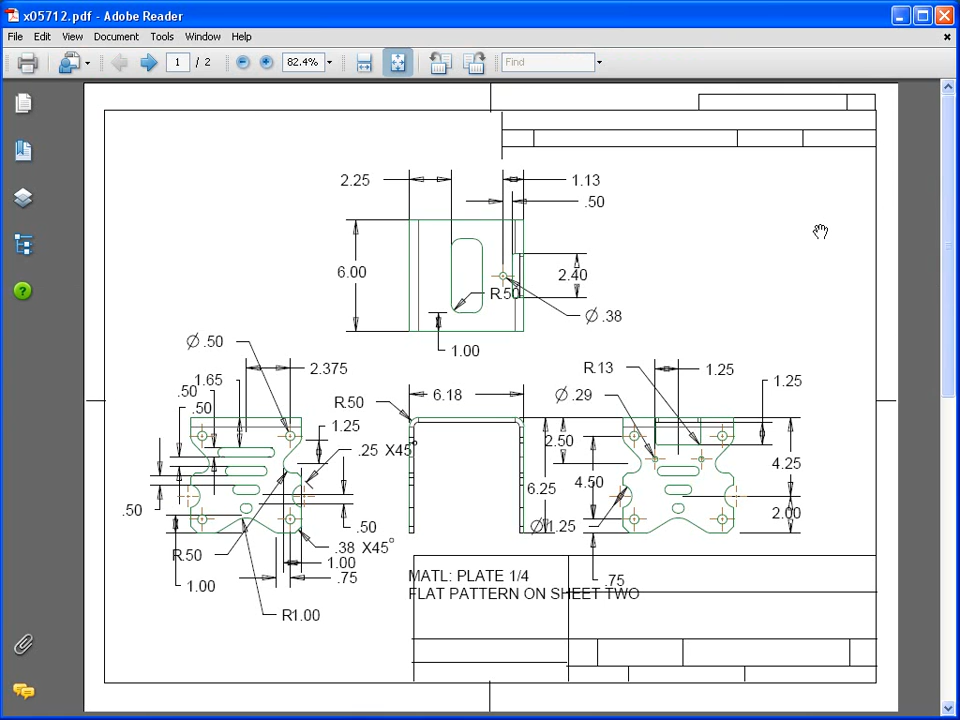 x05712.pdf - Adobe Reader
File Edit View Document Tools Window Help
1 / 2 82.4% Find
2.25
1.13
.50
6.00
2.40
R.50
Ø .38
1.00
Ø .50
2.375
R.13
1.25
1.65
.50
.50
1.25
R.50
6.18
Ø .29
1.25
1.25
.25 X45°
2.50
4.50
6.25
4.25
.50
.50
Ø1.25
2.00
R.50
.38 X45°
1.00
.75
1.00
R1.00
.75
MATL: PLATE 1/4
FLAT PATTERN ON SHEET TWO